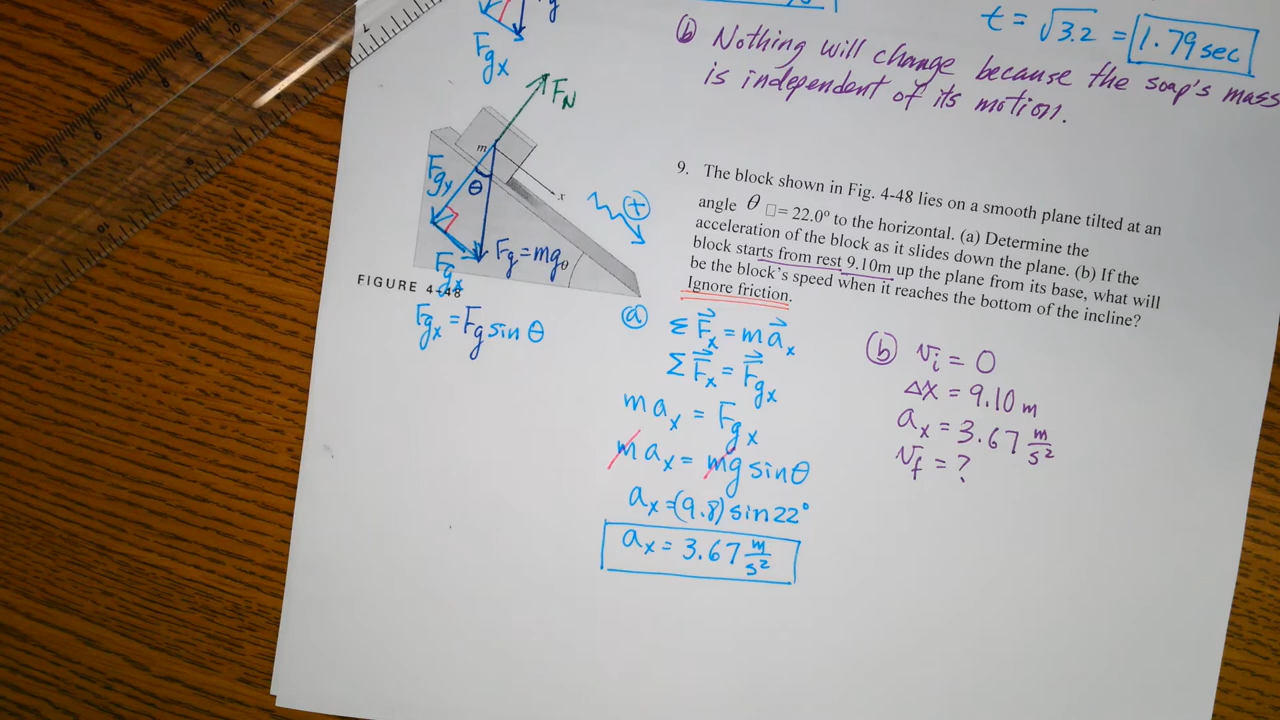 t = √3.2 = 1.79 sec
(b) Nothing will change because the soap's mass
is independent of its motion.
Fgx
FN
m
Fgy
θ
x
(+)
Fg = mg
θ
Fgx
FIGURE 4-48
Fgx = Fg sin θ
9. The block shown in Fig. 4-48 lies on a smooth plane tilted at an
angle θ □= 22.0º to the horizontal. (a) Determine the
acceleration of the block as it slides down the plane. (b) If the
block starts from rest 9.10m up the plane from its base, what will
be the block's speed when it reaches the bottom of the incline?
Ignore friction.
(a) ΣF⃗x = ma⃗x
ΣF⃗x = F⃗gx
max = Fgx
max = mg sinθ
ax = (9.8) sin 22°
ax = 3.67 m/s²
(b) vi = 0
Δx = 9.10 m
ax = 3.67 m/s²
vf = ?